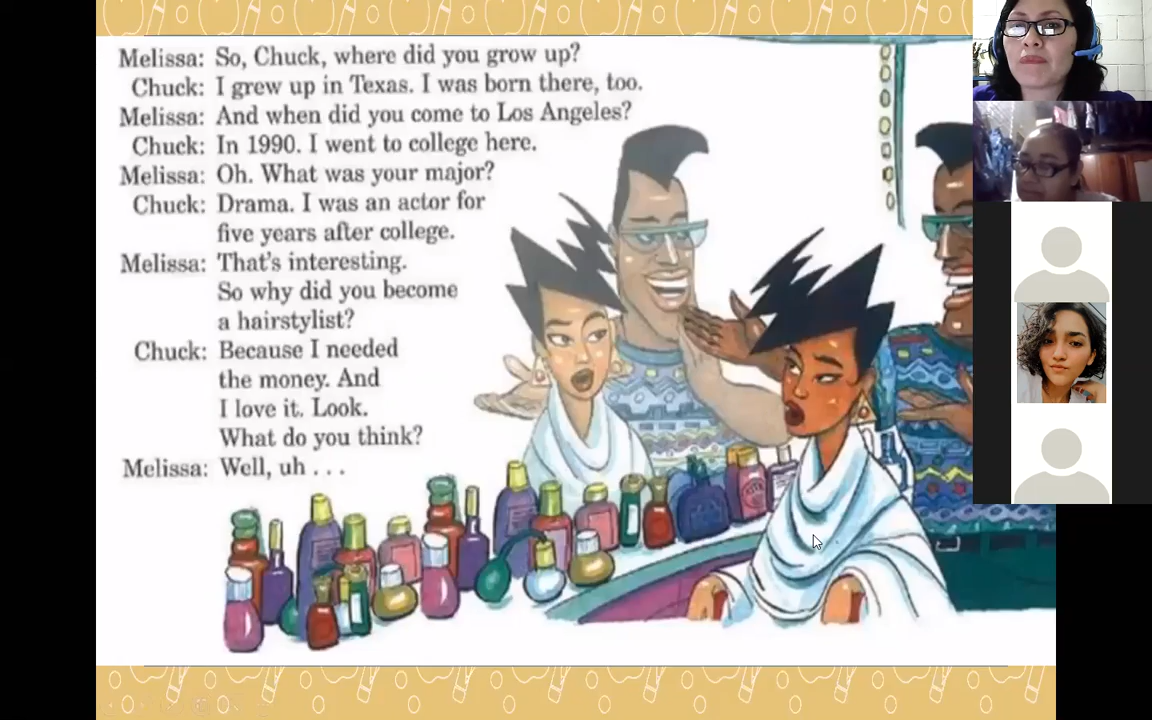 Melissa: So, Chuck, where did you grow up?
Chuck: I grew up in Texas. I was born there, too.
Melissa: And when did you come to Los Angeles?
Chuck: In 1990. I went to college here.
Melissa: Oh. What was your major?
Chuck: Drama. I was an actor for
five years after college.
Melissa: That's interesting.
So why did you become
a hairstylist?
Chuck: Because I needed
the money. And
I love it. Look.
What do you think?
Melissa: Well, uh . . .